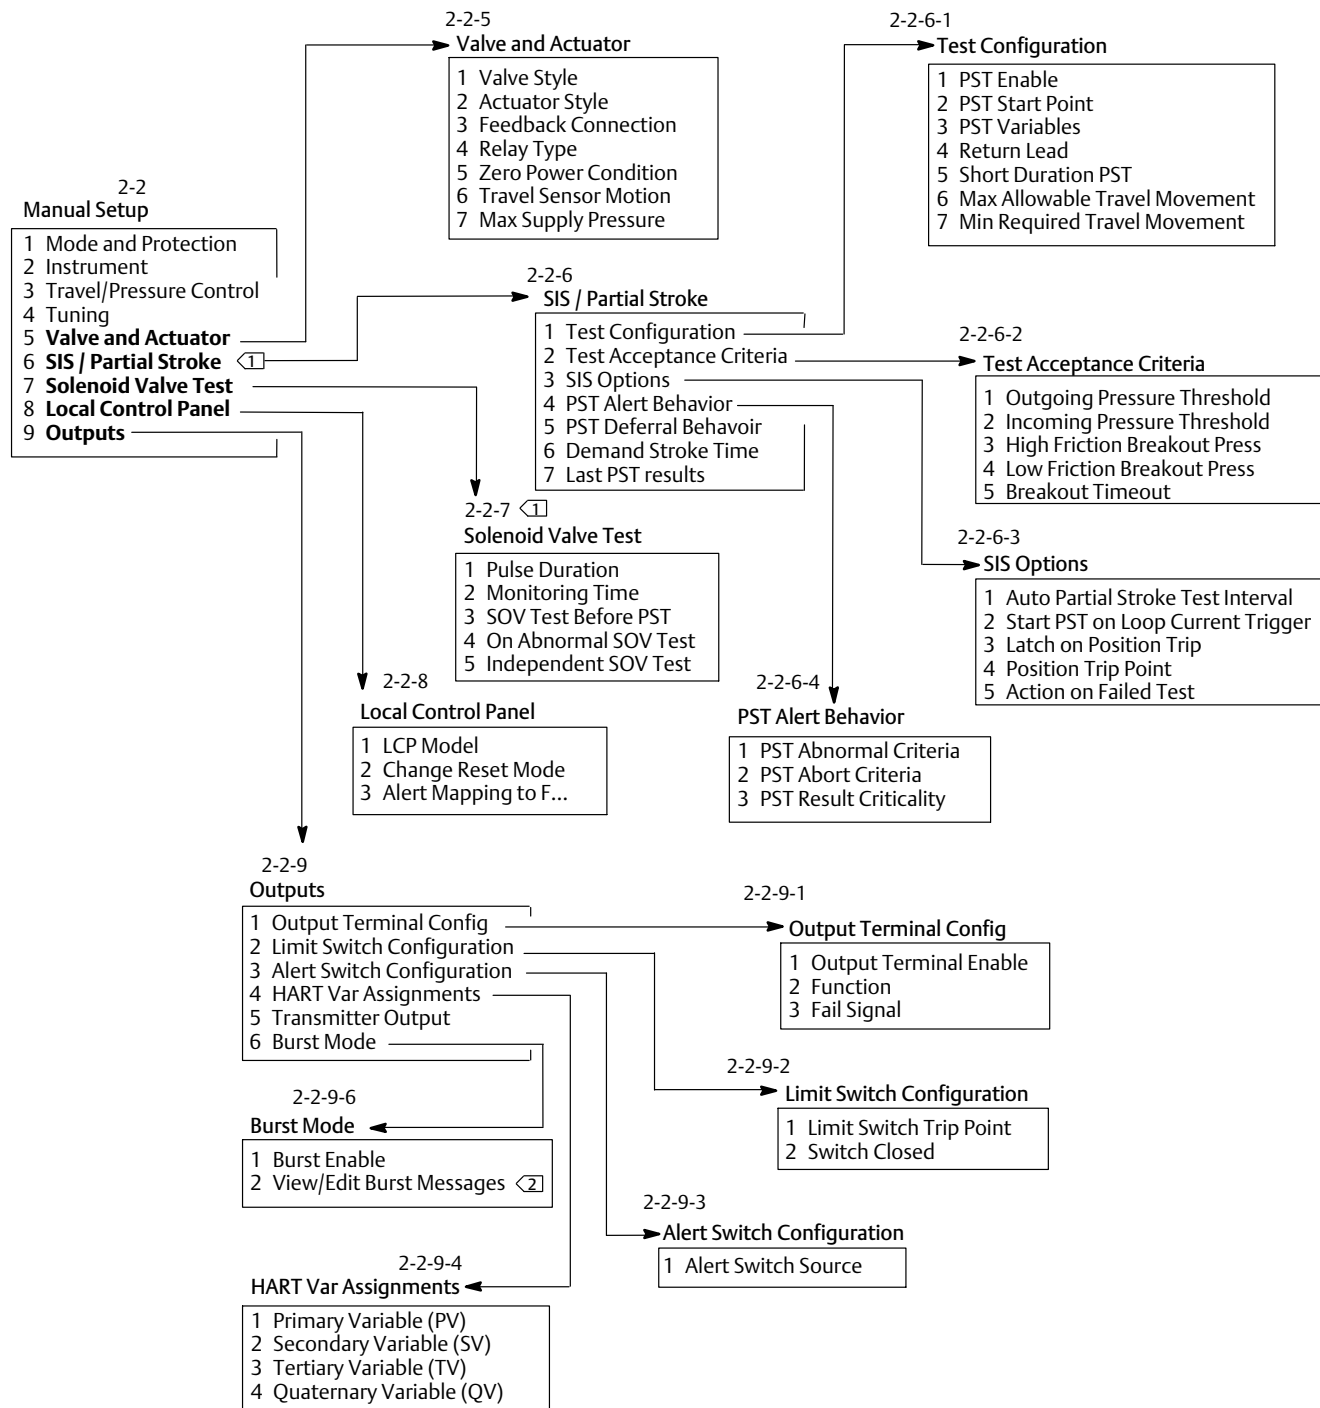 2-2
Manual Setup
1 Mode and Protection
2 Instrument
3 Travel/Pressure Control
4 Tuning
5 Valve and Actuator
6 SIS / Partial Stroke 1
7 Solenoid Valve Test
8 Local Control Panel
9 Outputs
2-2-5
Valve and Actuator
1 Valve Style
2 Actuator Style
3 Feedback Connection
4 Relay Type
5 Zero Power Condition
6 Travel Sensor Motion
7 Max Supply Pressure
2-2-6
SIS / Partial Stroke
1 Test Configuration
2 Test Acceptance Criteria
3 SIS Options
4 PST Alert Behavior
5 PST Deferral Behavoir
6 Demand Stroke Time
7 Last PST results
2-2-6-1
Test Configuration
1 PST Enable
2 PST Start Point
3 PST Variables
4 Return Lead
5 Short Duration PST
6 Max Allowable Travel Movement
7 Min Required Travel Movement
2-2-6-2
Test Acceptance Criteria
1 Outgoing Pressure Threshold
2 Incoming Pressure Threshold
3 High Friction Breakout Press
4 Low Friction Breakout Press
5 Breakout Timeout
2-2-6-3
SIS Options
1 Auto Partial Stroke Test Interval
2 Start PST on Loop Current Trigger
3 Latch on Position Trip
4 Position Trip Point
5 Action on Failed Test
2-2-6-4
PST Alert Behavior
1 PST Abnormal Criteria
2 PST Abort Criteria
3 PST Result Criticality
2-2-7 1
Solenoid Valve Test
1 Pulse Duration
2 Monitoring Time
3 SOV Test Before PST
4 On Abnormal SOV Test
5 Independent SOV Test
2-2-8
Local Control Panel
1 LCP Model
2 Change Reset Mode
3 Alert Mapping to F...
2-2-9
Outputs
1 Output Terminal Config
2 Limit Switch Configuration
3 Alert Switch Configuration
4 HART Var Assignments
5 Transmitter Output
6 Burst Mode
2-2-9-1
Output Terminal Config
1 Output Terminal Enable
2 Function
3 Fail Signal
2-2-9-2
Limit Switch Configuration
1 Limit Switch Trip Point
2 Switch Closed
2-2-9-3
Alert Switch Configuration
1 Alert Switch Source
2-2-9-6
Burst Mode
1 Burst Enable
2 View/Edit Burst Messages 2
2-2-9-4
HART Var Assignments
1 Primary Variable (PV)
2 Secondary Variable (SV)
3 Tertiary Variable (TV)
4 Quaternary Variable (QV)